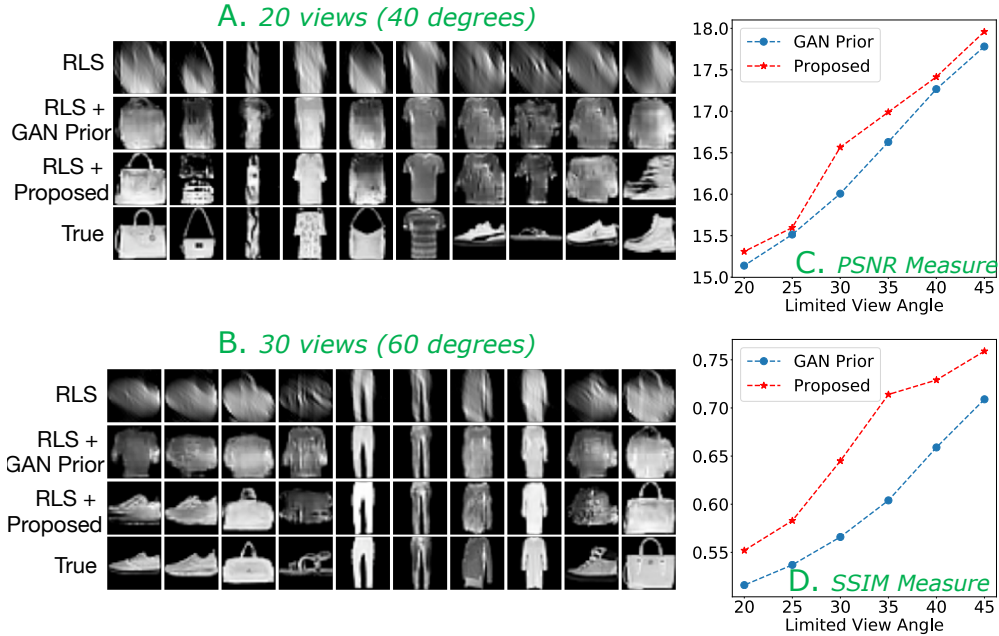 A. 20 views (40 degrees)
RLS
RLS +
GAN Prior
RLS +
Proposed
True
B. 30 views (60 degrees)
RLS
RLS +
GAN Prior
RLS +
Proposed
True
GAN Prior
Proposed
18.0
17.5
17.0
16.5
16.0
15.5
15.0
C. PSNR Measure
20 25 30 35 40 45
Limited View Angle
GAN Prior
Proposed
0.75
0.70
0.65
0.60
0.55
D. SSIM Measure
20 25 30 35 40 45
Limited View Angle